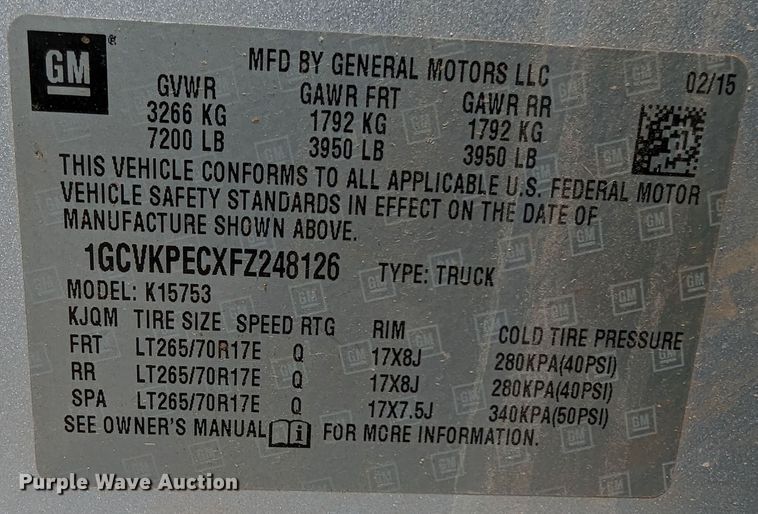 GM
MFD BY GENERAL MOTORS LLC 02/15
GVWR GAWR FRT GAWR RR
3266 KG 1792 KG 1792 KG
7200 LB 3950 LB 3950 LB
THIS VEHICLE CONFORMS TO ALL APPLICABLE U.S. FEDERAL MOTOR
VEHICLE SAFETY STANDARDS IN EFFECT ON THE DATE OF
MANUFACTURE SHOWN ABOVE.
1GCVKPECXFZ248126 TYPE: TRUCK
MODEL: K15753
KJQM TIRE SIZE SPEED RTG RIM COLD TIRE PRESSURE
FRT LT265/70R17E Q 17X8J 280KPA(40PSI)
RR LT265/70R17E Q 17X8J 280KPA(40PSI)
SPA LT265/70R17E Q 17X7.5J 340KPA(50PSI)
SEE OWNER'S MANUAL FOR MORE INFORMATION.
Purple Wave Auction